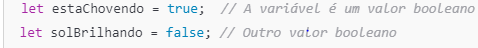 let estaChovendo = true;  // A variável é um valor booleano
let solBrilhando = false; // Outro valor booleano